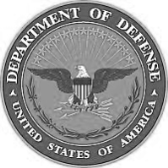 DEPARTMENT OF DEFENSE
UNITED STATES OF AMERICA